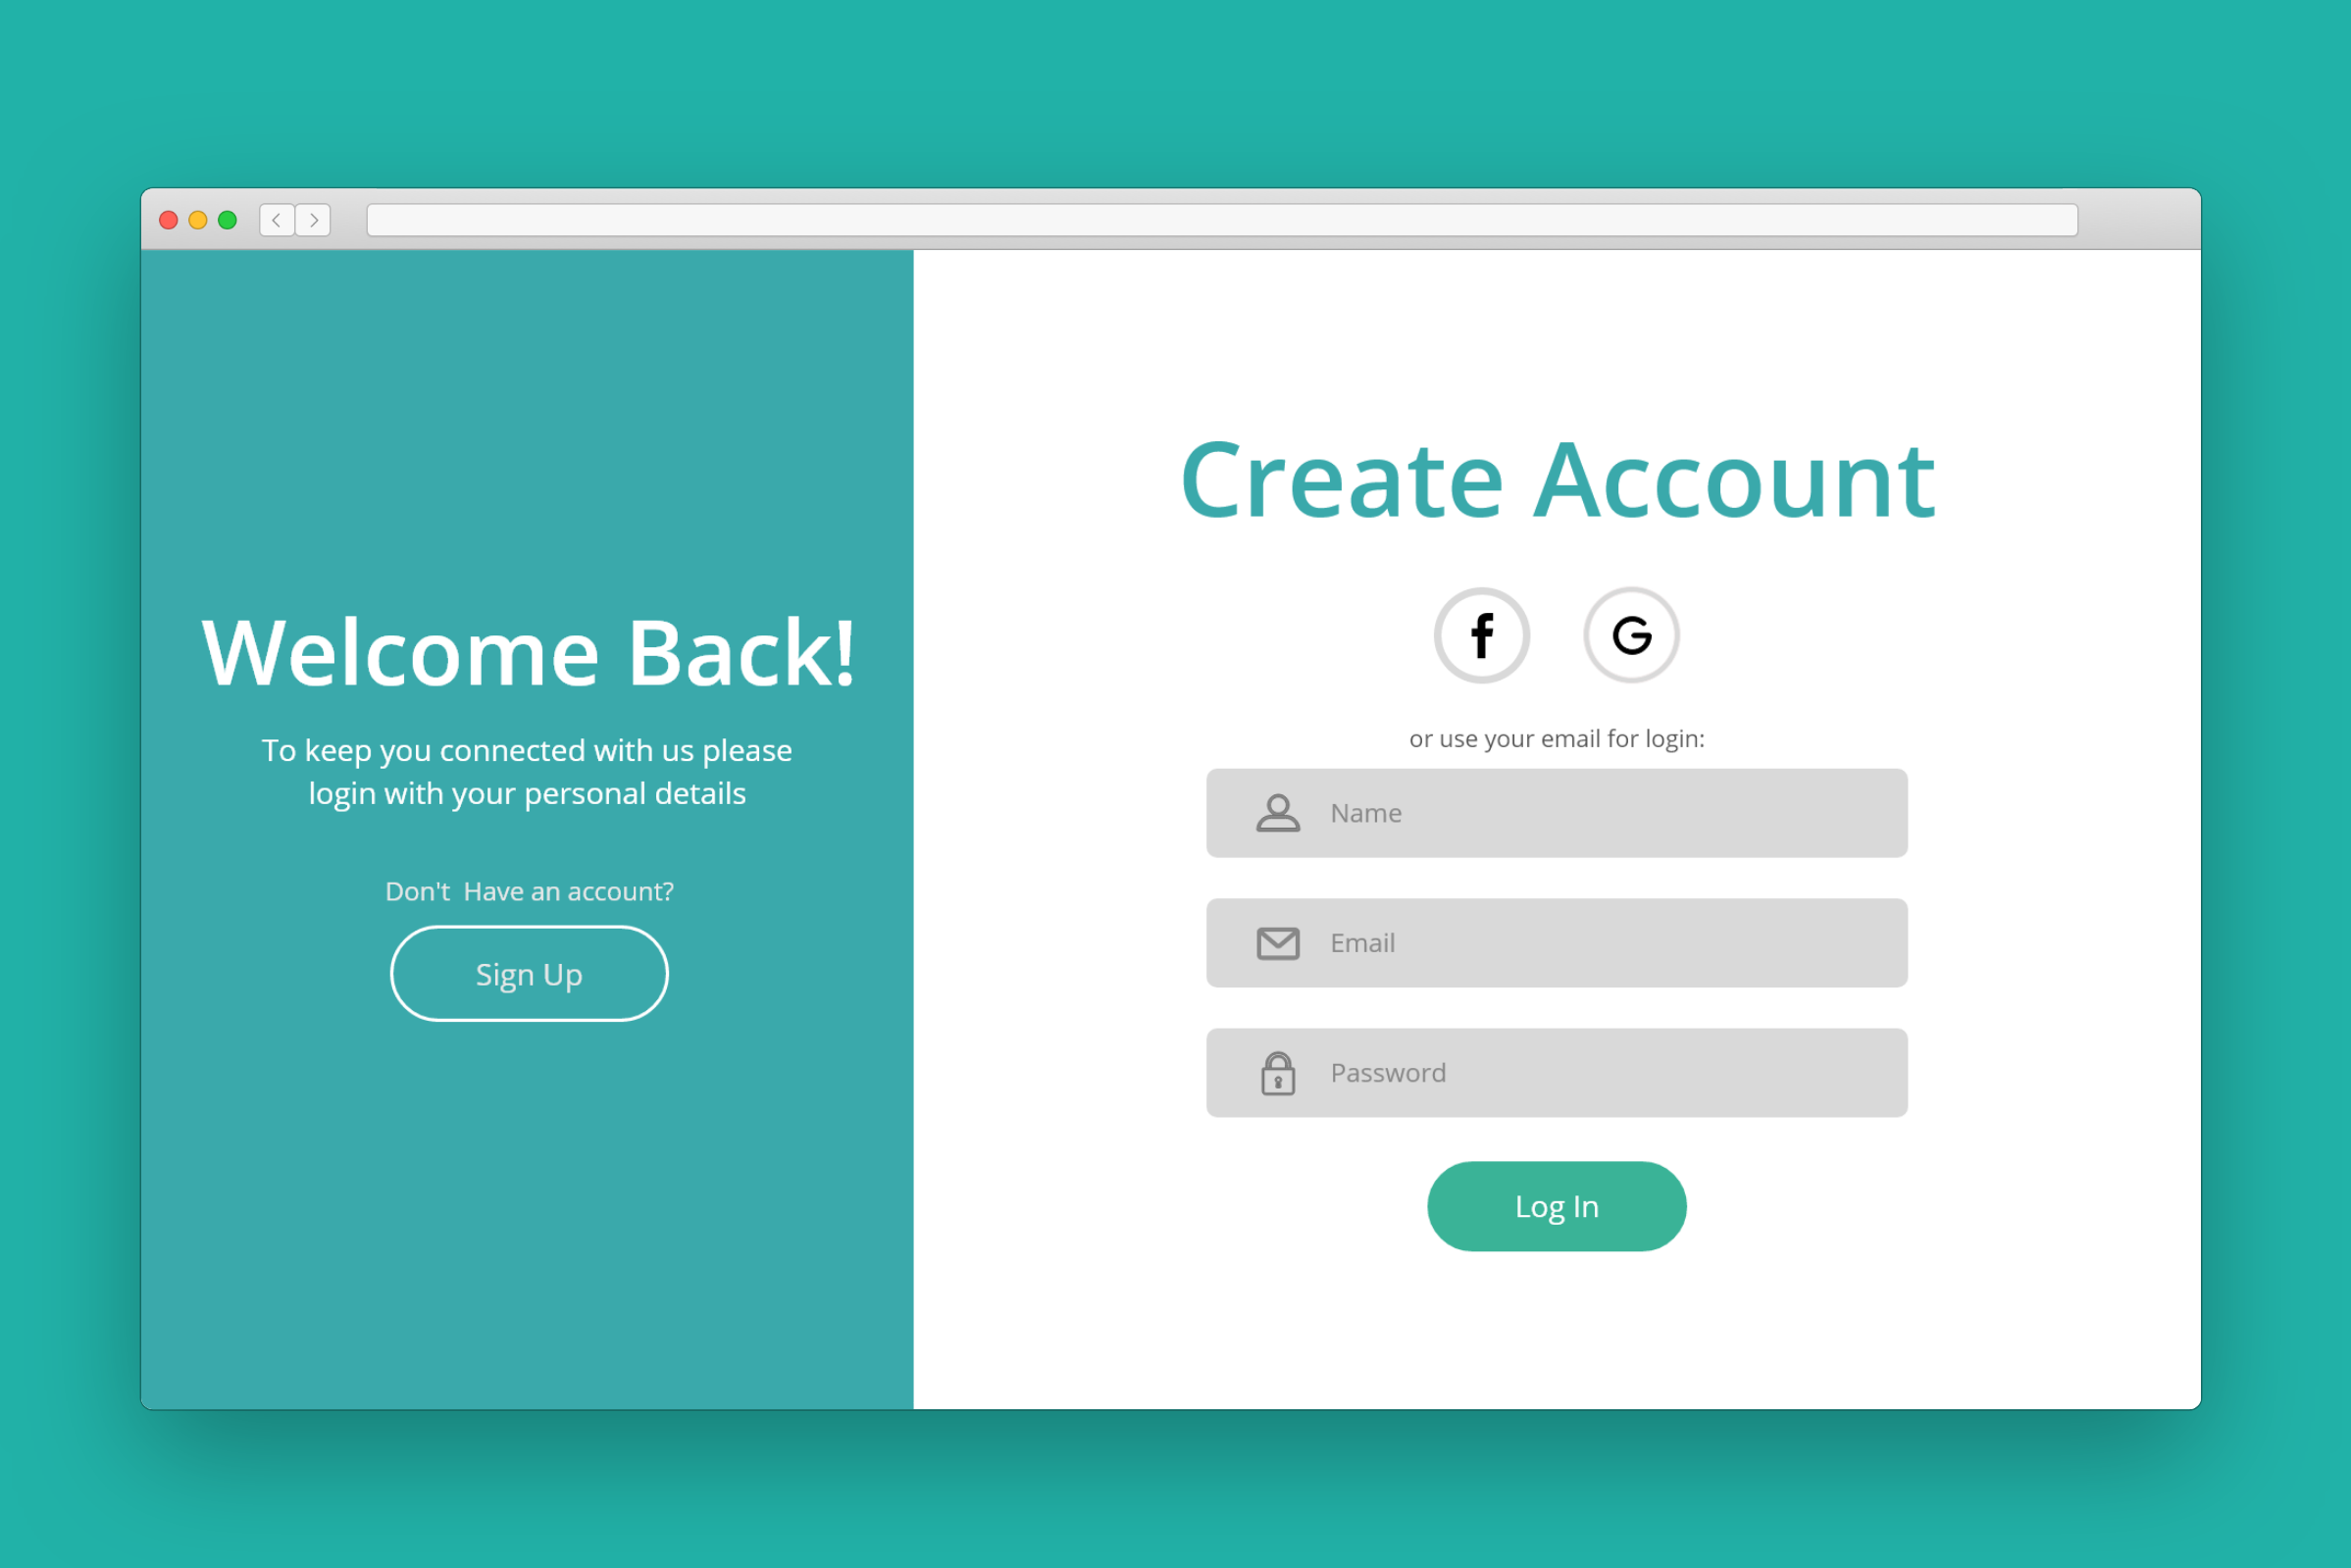 Welcome Back!
To keep you connected with us please
login with your personal details
Don't  Have an account?
Sign Up
Create Account
f G
or use your email for login:
Name
Email
Password
Log In